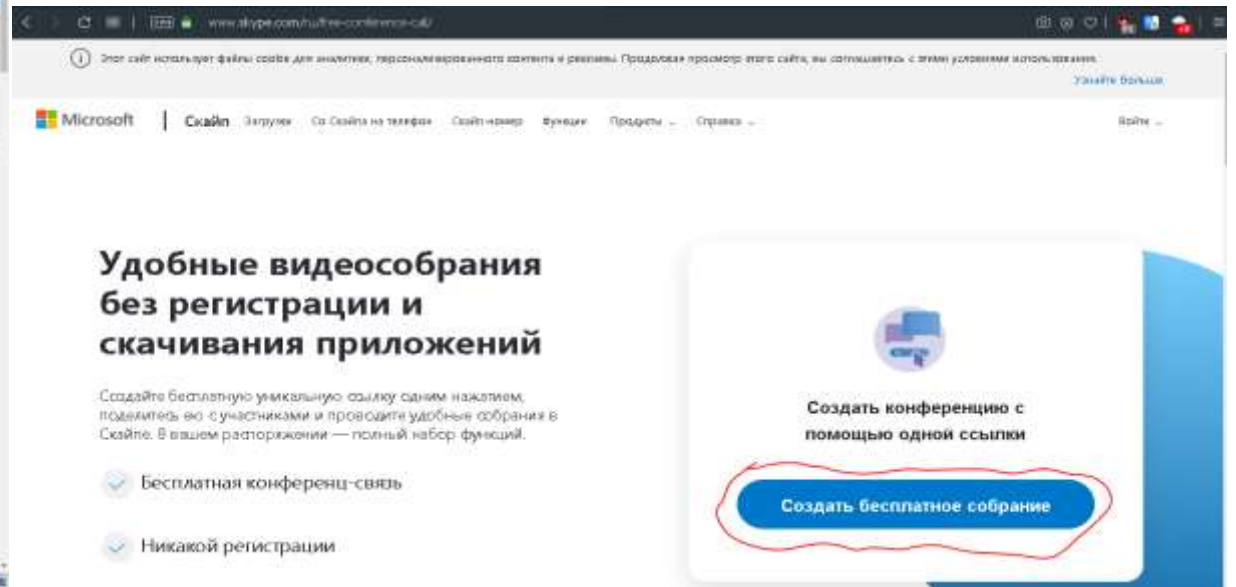 www.skype.com/ru/free-conference-call/
Этот сайт использует файлы cookie для аналитики, персонализированного контента и рекламы. Продолжая просмотр этого сайта, вы соглашаетесь с этими условиями использования.
Узнайте больше
Microsoft | Скайп Загрузки Со Скайпа на телефон Скайп-номер Функции Продукты Справка Войти
Удобные видеособрания
без регистрации и
скачивания приложений
Создайте бесплатную уникальную ссылку одним нажатием,
поделитесь ею с участниками и проводите удобные собрания в
Скайпе. В вашем распоряжении — полный набор функций.
Бесплатная конференц-связь
Никакой регистрации
Создать конференцию с
помощью одной ссылки
Создать бесплатное собрание